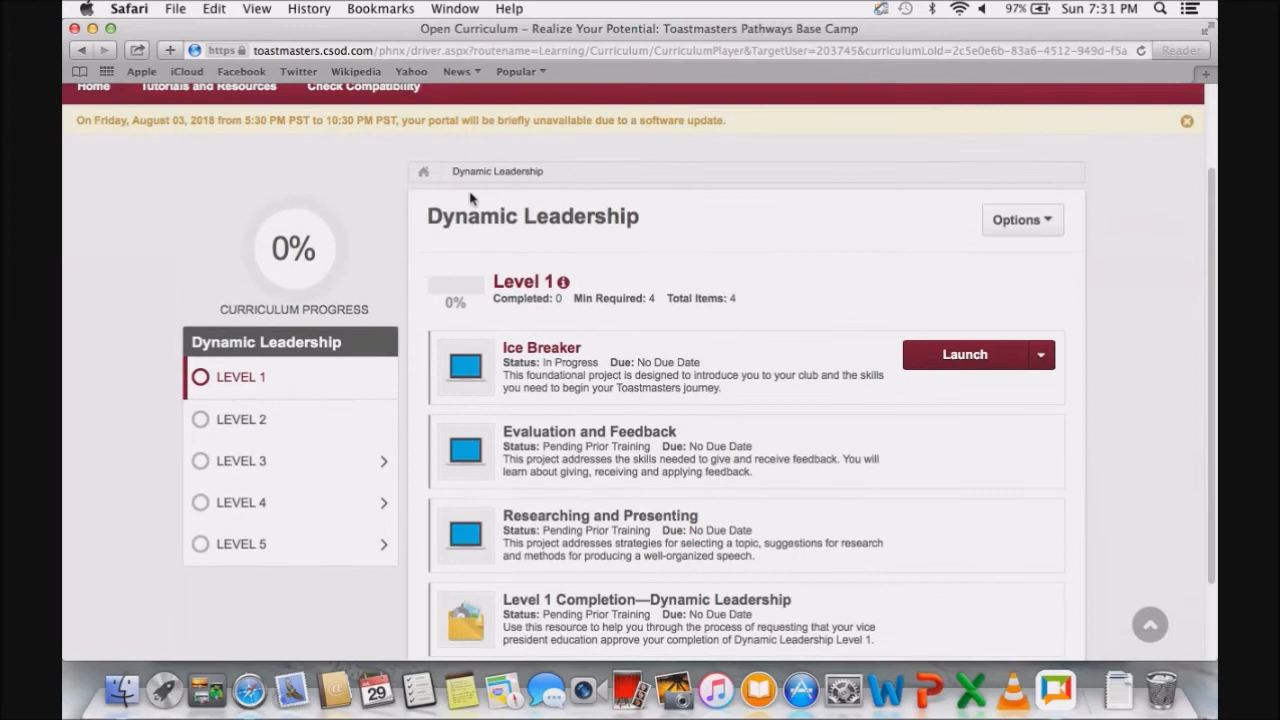 Safari File Edit View History Bookmarks Window Help 97% Sun 7:31 PM
Open Curriculum – Realize Your Potential: Toastmasters Pathways Base Camp
https toastmasters.csod.com/phnx/driver.aspx?routename=Learning/Curriculum/CurriculumPlayer&TargetUser=203745&curriculumLoId=2c5e0e6b-83a6-4512-949d-f5a Reader
Apple iCloud Facebook Twitter Wikipedia Yahoo News Popular
Home Tutorials and Resources Check Compatibility
On Friday, August 03, 2018 from 5:30 PM PST to 10:30 PM PST, your portal will be briefly unavailable due to a software update.
Dynamic Leadership
Dynamic Leadership
Options
0%
CURRICULUM PROGRESS
Dynamic Leadership
LEVEL 1
LEVEL 2
LEVEL 3
LEVEL 4
LEVEL 5
Level 1
0%
Completed: 0 Min Required: 4 Total Items: 4
Ice Breaker
Status: In Progress Due: No Due Date
This foundational project is designed to introduce you to your club and the skills
you need to begin your Toastmasters journey.
Launch
Evaluation and Feedback
Status: Pending Prior Training Due: No Due Date
This project addresses the skills needed to give and receive feedback. You will
learn about giving, receiving and applying feedback.
Researching and Presenting
Status: Pending Prior Training Due: No Due Date
This project addresses strategies for selecting a topic, suggestions for research
and methods for producing a well-organized speech.
Level 1 Completion—Dynamic Leadership
Status: Pending Prior Training Due: No Due Date
Use this resource to help you through the process of requesting that your vice
president education approve your completion of Dynamic Leadership Level 1.
29